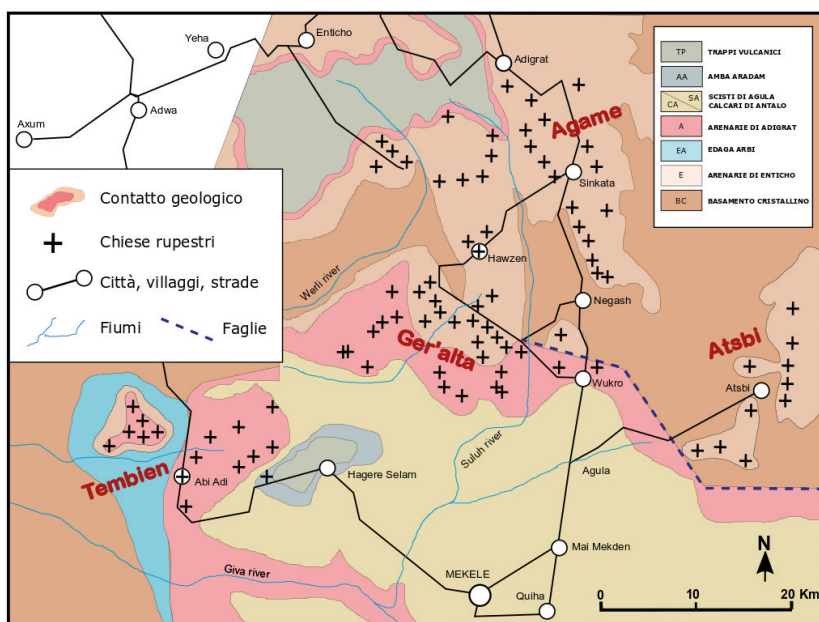 Yeha
Enticho
Adigrat
Axum
Adwa
Agame
Sinkata
TP TRAPPI VULCANICI
AA AMBA ARADAM
SA SCISTI DI AGULA
CA CALCARI DI ANTALO
A ARENARIE DI ADIGRAT
EA EDAGA ARBI
E ARENARIE DI ENTICHO
BC BASAMENTO CRISTALLINO
Contatto geologico
Chiese rupestri
Città, villaggi, strade
Fiumi
Faglie
Hawzen
Werli river
Negash
Ger'alta
Atsbi
Wukro
Atsbi
Suluh river
Tembien
Abi Adi
Hagere Selam
Agula
Giva river
Mai Mekden
MEKELE
Quiha
N
0 10 20 Km